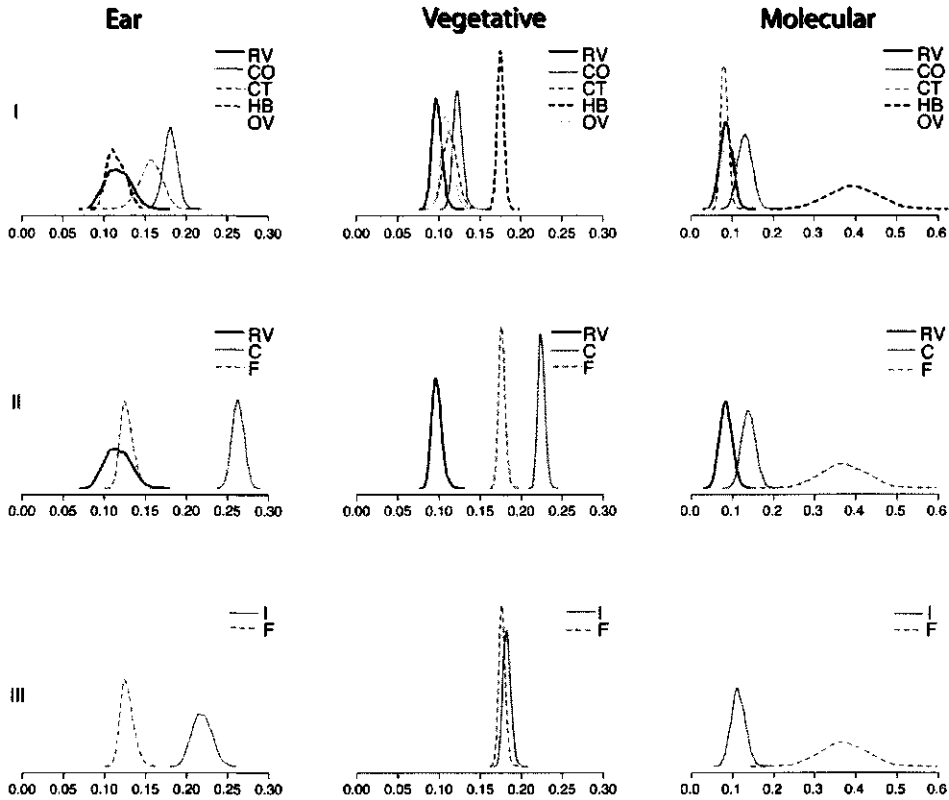 Ear Vegetative Molecular
RV RV RV
CO CO CO
CT CT CT
HB HB HB
OV OV OV
I
0.00 0.05 0.10 0.15 0.20 0.25 0.30 0.00 0.05 0.10 0.15 0.20 0.25 0.30 0.0 0.1 0.2 0.3 0.4 0.5 0.6
RV RV RV
C C C
F F F
II
0.00 0.05 0.10 0.15 0.20 0.25 0.30 0.00 0.05 0.10 0.15 0.20 0.25 0.30 0.0 0.1 0.2 0.3 0.4 0.5 0.6
I I I
F F F
III
0.00 0.05 0.10 0.15 0.20 0.25 0.30 0.00 0.05 0.10 0.15 0.20 0.25 0.30 0.0 0.1 0.2 0.3 0.4 0.5 0.6